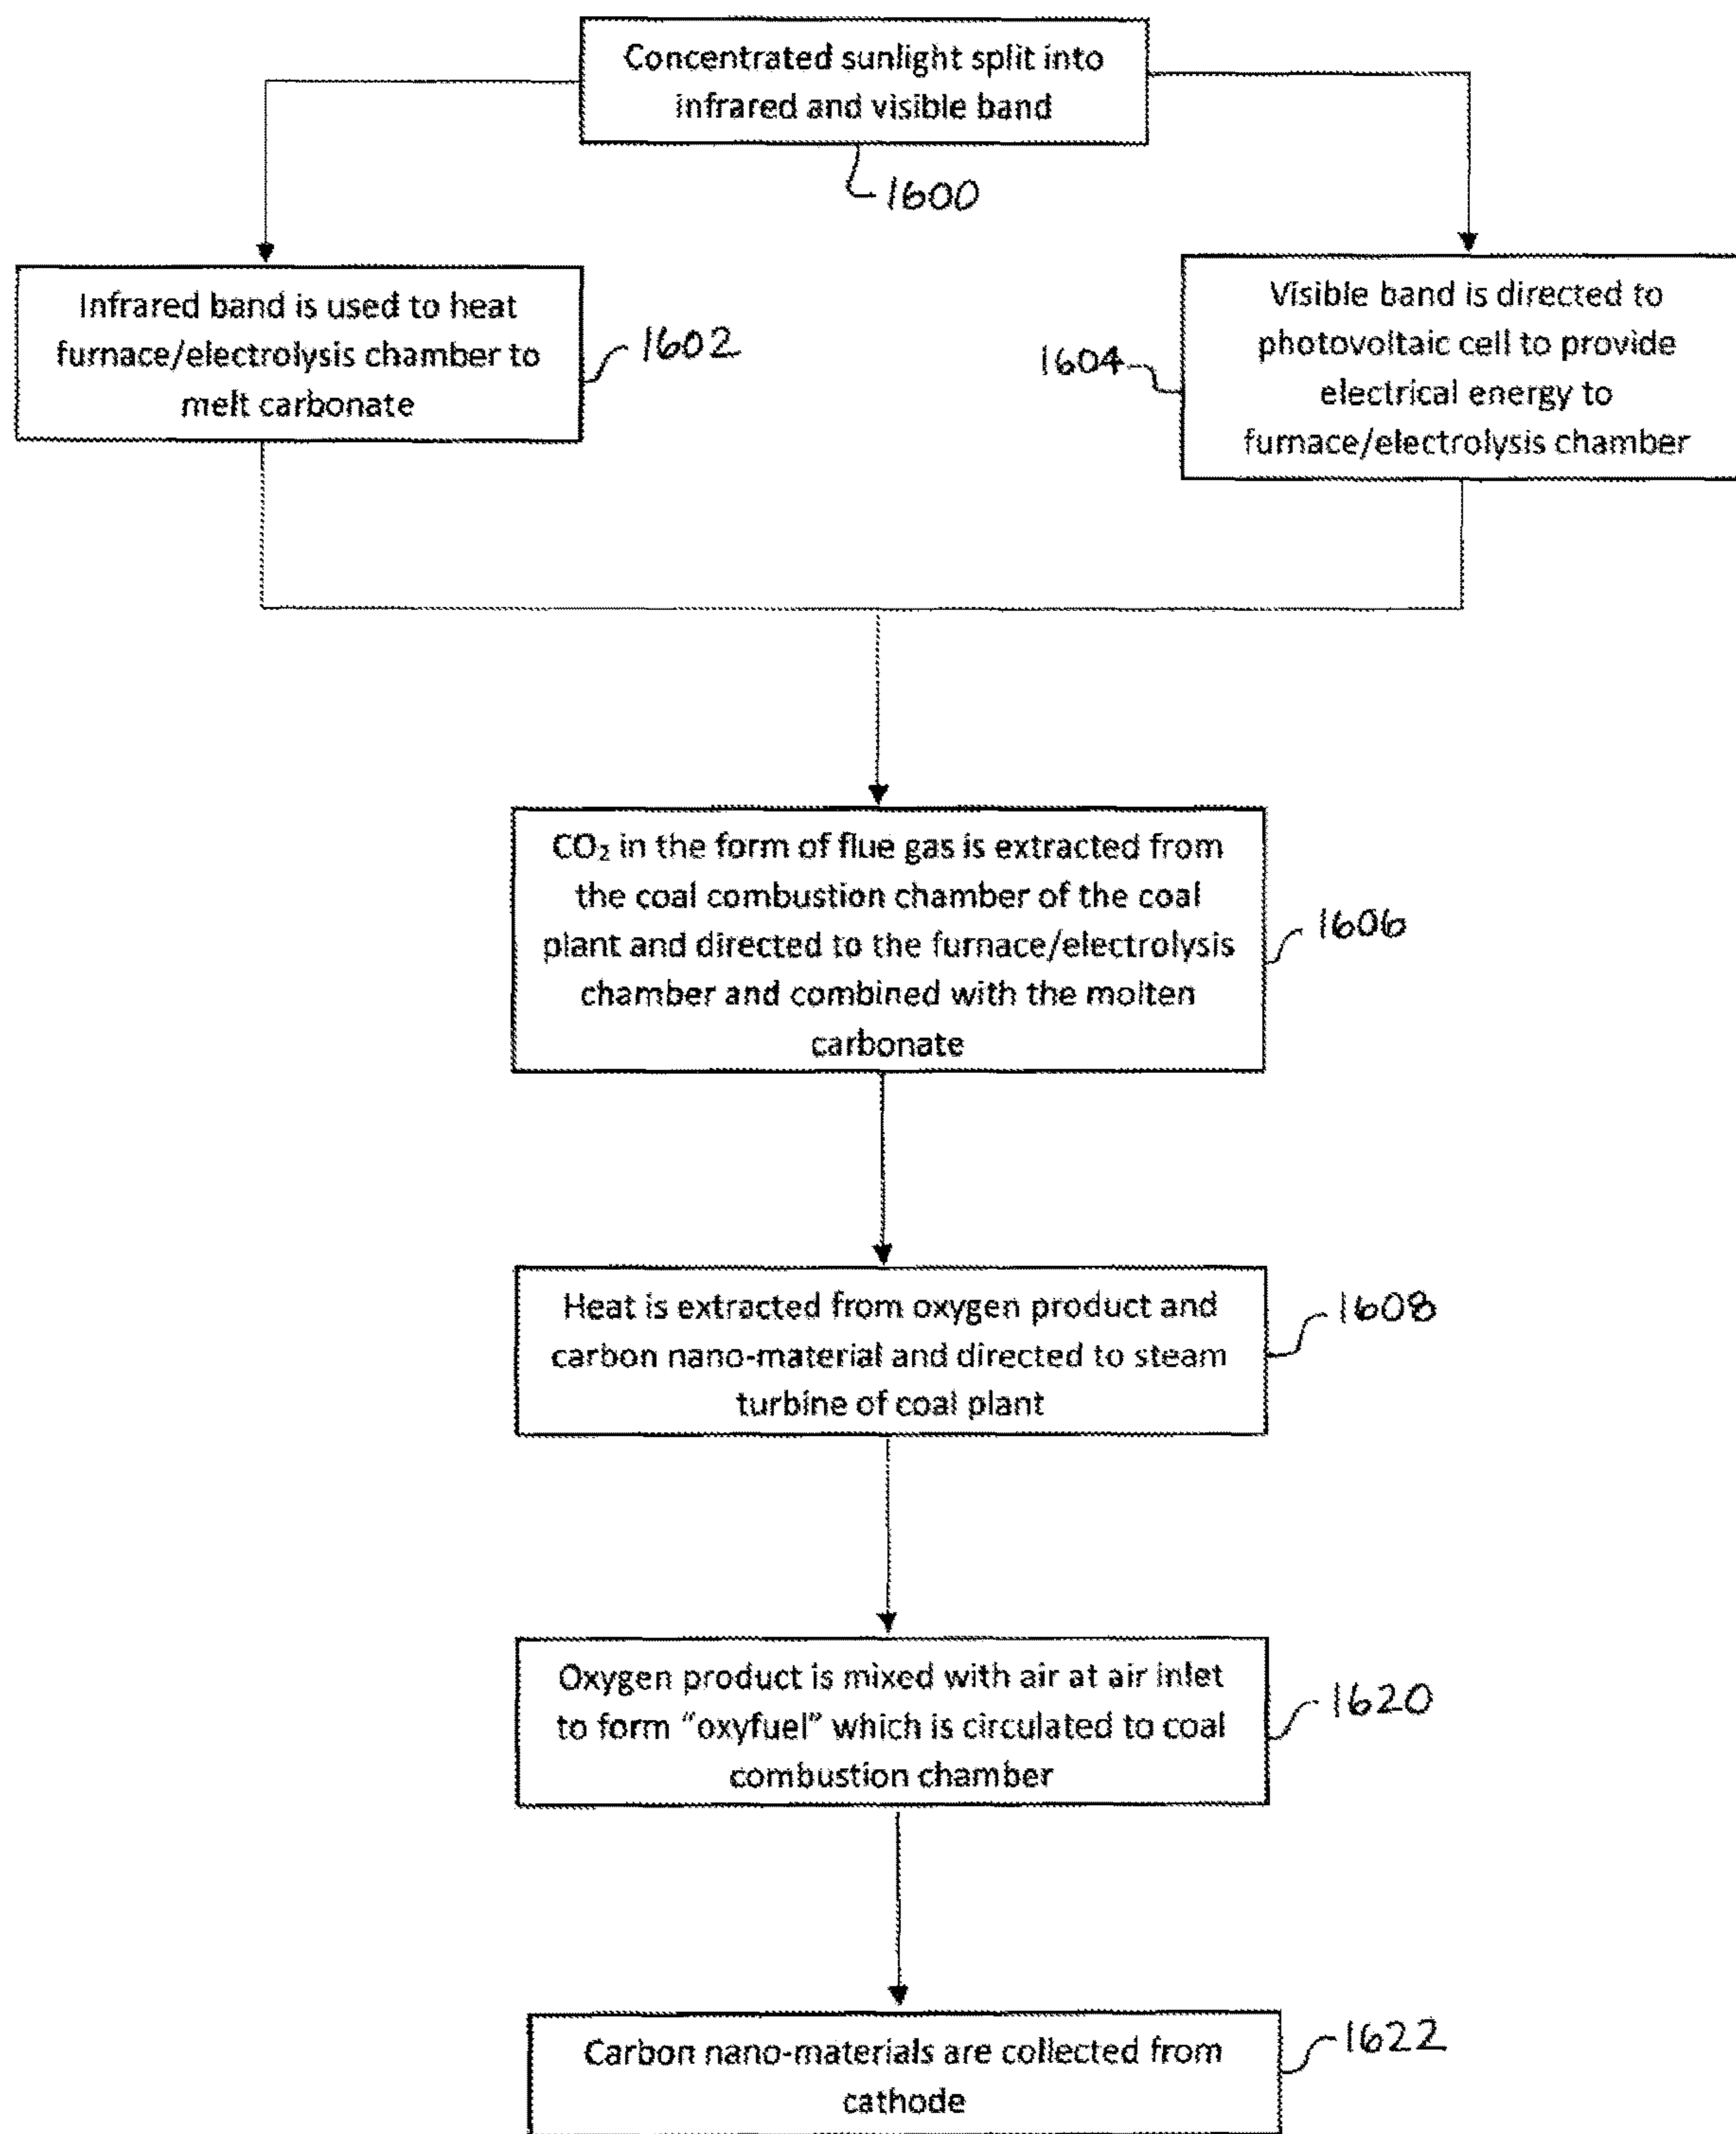 Concentrated sunlight split into
infrared and visible band
1600
Infrared band is used to heat
furnace/electrolysis chamber to
melt carbonate
1602
Visible band is directed to
photovoltaic cell to provide
electrical energy to
furnace/electrolysis chamber
1604
CO₂ in the form of flue gas is extracted from
the coal combustion chamber of the coal
plant and directed to the furnace/electrolysis
chamber and combined with the molten
carbonate
1606
Heat is extracted from oxygen product and
carbon nano-material and directed to steam
turbine of coal plant
1608
Oxygen product is mixed with air at air inlet
to form “oxyfuel” which is circulated to coal
combustion chamber
1620
Carbon nano-materials are collected from
cathode
1622